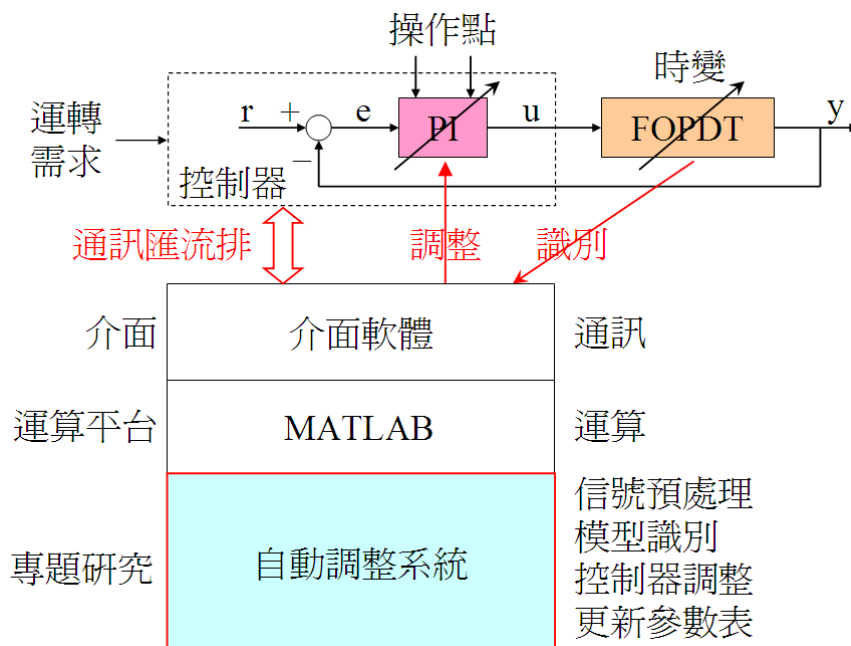 操作點
時變
運轉
需求
r
+
e
PI
u
FOPDT
y
−
控制器
通訊匯流排
調整
識別
介面
介面軟體
通訊
運算平台
MATLAB
運算
專題研究
自動調整系統
信號預處理
模型識別
控制器調整
更新參數表